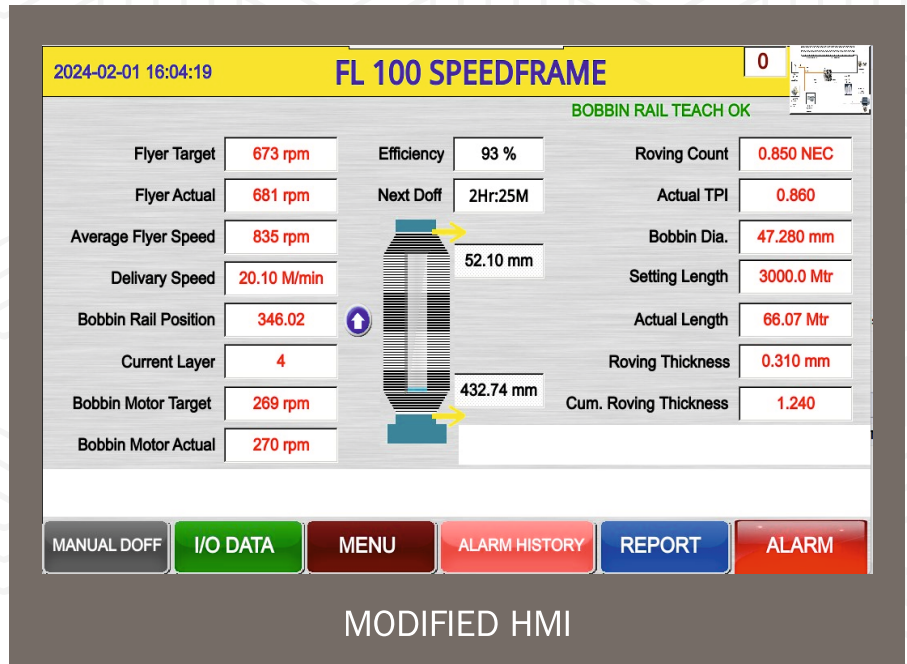 2024-02-01 16:04:19 FL 100 SPEEDFRAME 0
BOBBIN RAIL TEACH OK
Flyer Target 673 rpm Efficiency 93 % Roving Count 0.850 NEC
Flyer Actual 681 rpm Next Doff 2Hr:25M Actual TPI 0.860
Average Flyer Speed 835 rpm Bobbin Dia. 47.280 mm
52.10 mm
Delivary Speed 20.10 M/min Setting Length 3000.0 Mtr
Bobbin Rail Position 346.02 Actual Length 66.07 Mtr
Current Layer 4 Roving Thickness 0.310 mm
432.74 mm
Bobbin Motor Target 269 rpm Cum. Roving Thickness 1.240
Bobbin Motor Actual 270 rpm
MANUAL DOFF I/O DATA MENU ALARM HISTORY REPORT ALARM
MODIFIED HMI